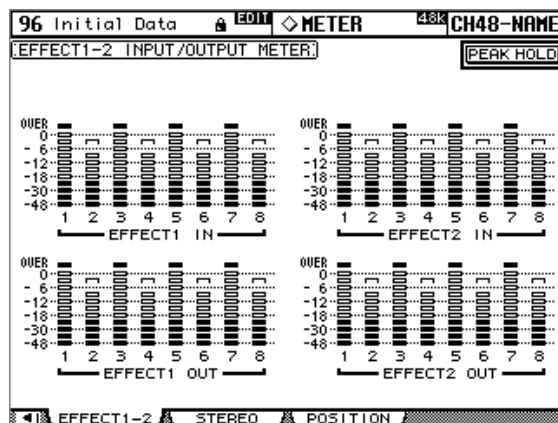 96 Initial Data EDIT METER 48K CH48-NAME
EFFECT1-2 INPUT/OUTPUT METER PEAK HOLD
OVER OVER
0 0
-6 -6
-12 -12
-18 -18
-30 -30
-48 -48
1 2 3 4 5 6 7 8 1 2 3 4 5 6 7 8
EFFECT1 IN EFFECT2 IN
OVER OVER
0 0
-6 -6
-12 -12
-18 -18
-30 -30
-48 -48
1 2 3 4 5 6 7 8 1 2 3 4 5 6 7 8
EFFECT1 OUT EFFECT2 OUT
EFFECT1-2 STEREO POSITION